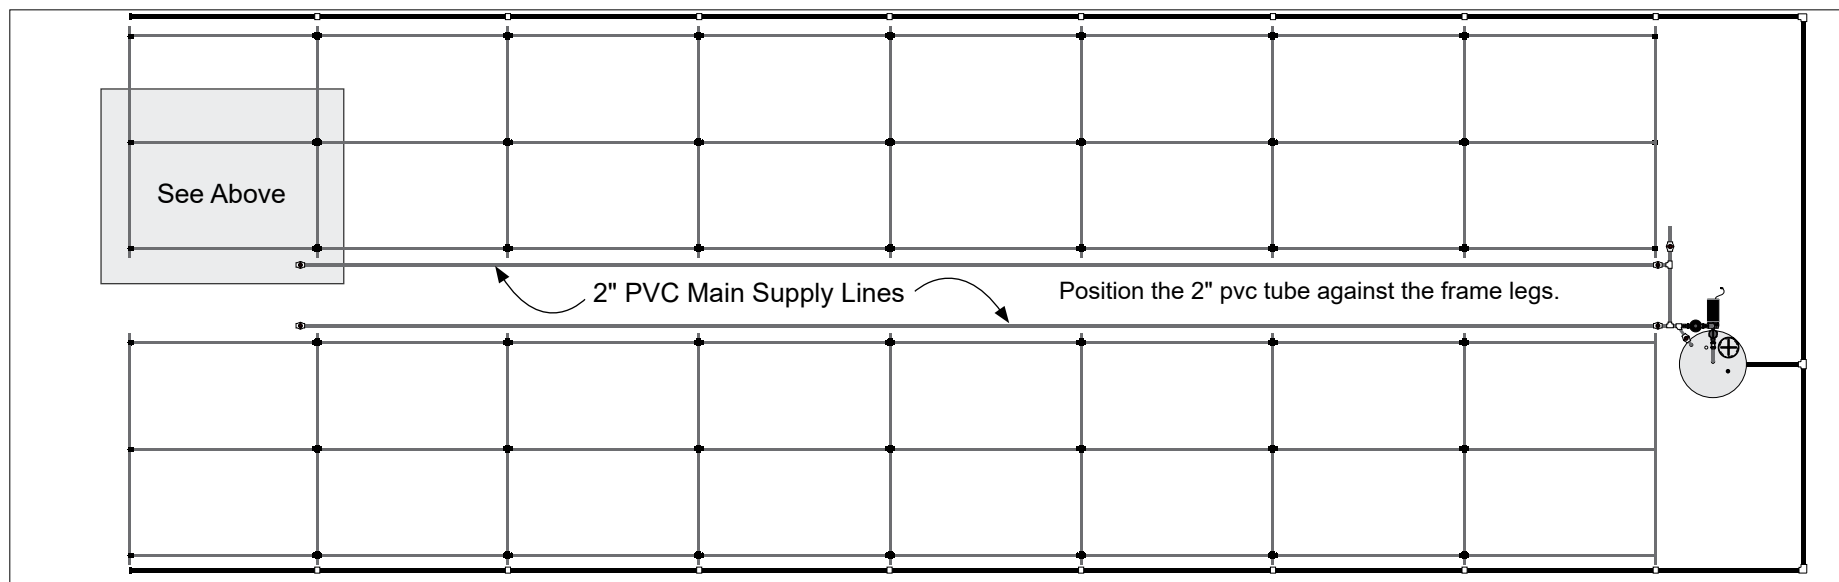 See Above
2" PVC Main Supply Lines
Position the 2" pvc tube against the frame legs.